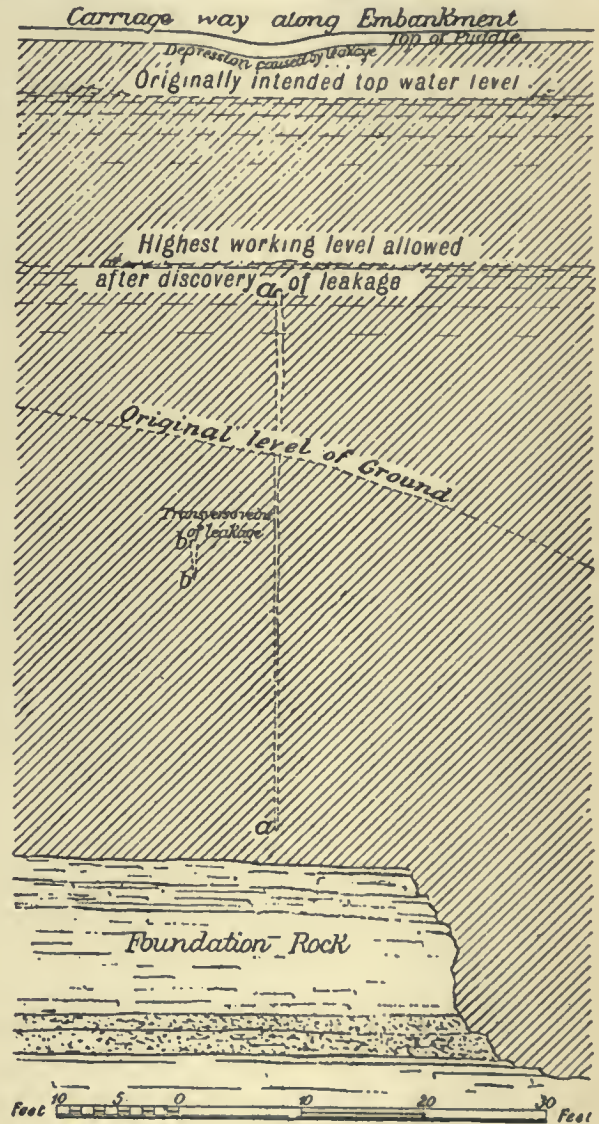 Carriage way along Embankment
Top of Puddle
Depression caused by leakage
Originally intended top water level
Highest working level allowed
after discovery of leakage
a
Original level of Ground
Transverse vein
of leakage
b
b
a
Foundation Rock
Feet 10 5 0 10 20 30 Feet